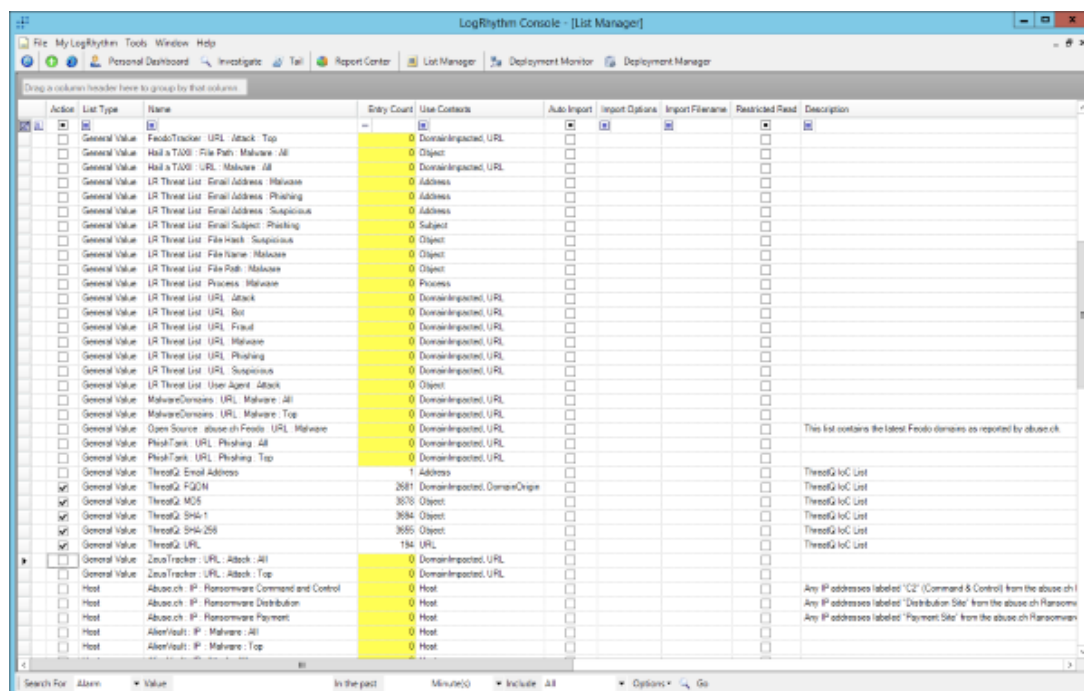 LogRhythm Console - [List Manager]
File My LogRhythm Tools Window Help
Personal Dashboard Investigate Tail Report Center List Manager Deployment Monitor Deployment Manager
Drag a column header here to group by that column.
Action List Type Name Entry Count Use Contexts Auto Import Import Options Import Filename Restricted Read Description
General Value FeodoTracker : URL : Attack : Top 0 DomainImpacted, URL
General Value Hail a TAXII : File Path : Malware : All 0 Object
General Value Hail a TAXII : URL : Malware : All 0 DomainImpacted, URL
General Value LR Threat List : Email Address : Malware 0 Address
General Value LR Threat List : Email Address : Phishing 0 Address
General Value LR Threat List : Email Address : Suspicious 0 Address
General Value LR Threat List : Email Subject : Phishing 0 Subject
General Value LR Threat List : File Hash : Suspicious 0 Object
General Value LR Threat List : File Name : Malware 0 Object
General Value LR Threat List : File Path : Malware 0 Object
General Value LR Threat List : Process : Malware 0 Process
General Value LR Threat List : URL : Attack 0 DomainImpacted, URL
General Value LR Threat List : URL : Bot 0 DomainImpacted, URL
General Value LR Threat List : URL : Fraud 0 DomainImpacted, URL
General Value LR Threat List : URL : Malware 0 DomainImpacted, URL
General Value LR Threat List : URL : Phishing 0 DomainImpacted, URL
General Value LR Threat List : URL : Suspicious 0 DomainImpacted, URL
General Value LR Threat List : User Agent : Attack 0 Object
General Value MalwareDomains : URL : Malware : All 0 DomainImpacted, URL
General Value MalwareDomains : URL : Malware : Top 0 DomainImpacted, URL
General Value Open Source : abuse.ch Feodo : URL : Malware 0 DomainImpacted, URL This list contains the latest Feodo domains as reported by abuse.ch
General Value PhishTank : URL : Phishing : All 0 DomainImpacted, URL
General Value PhishTank : URL : Phishing : Top 0 DomainImpacted, URL
General Value ThreatQ: Email Address 1 Address ThreatQ IoC List
General Value ThreatQ: FQDN 2681 DomainImpacted, DomainOrigin ThreatQ IoC List
General Value ThreatQ: MD5 3878 Object ThreatQ IoC List
General Value ThreatQ: SHA-1 3694 Object ThreatQ IoC List
General Value ThreatQ: SHA-256 3655 Object ThreatQ IoC List
General Value ThreatQ: URL 194 URL ThreatQ IoC List
General Value ZeusTracker : URL : Attack : All 0 DomainImpacted, URL
General Value ZeusTracker : URL : Attack : Top 0 DomainImpacted, URL
Host Abuse.ch : IP : Ransomware Command and Control 0 Host Any IP addresses labeled "C2" (Command & Control) from the abuse.ch
Host Abuse.ch : IP : Ransomware Distribution 0 Host Any IP addresses labeled "Distribution Site" from the abuse.ch Ransomw
Host Abuse.ch : IP : Ransomware Payment 0 Host Any IP addresses labeled "Payment Site" from the abuse.ch Ransomwar
Host AlienVault : IP : Malware : All 0 Host
Host AlienVault : IP : Malware : Top 0 Host
Search For Alarm Value In the past Minute(s) Include All Options Go